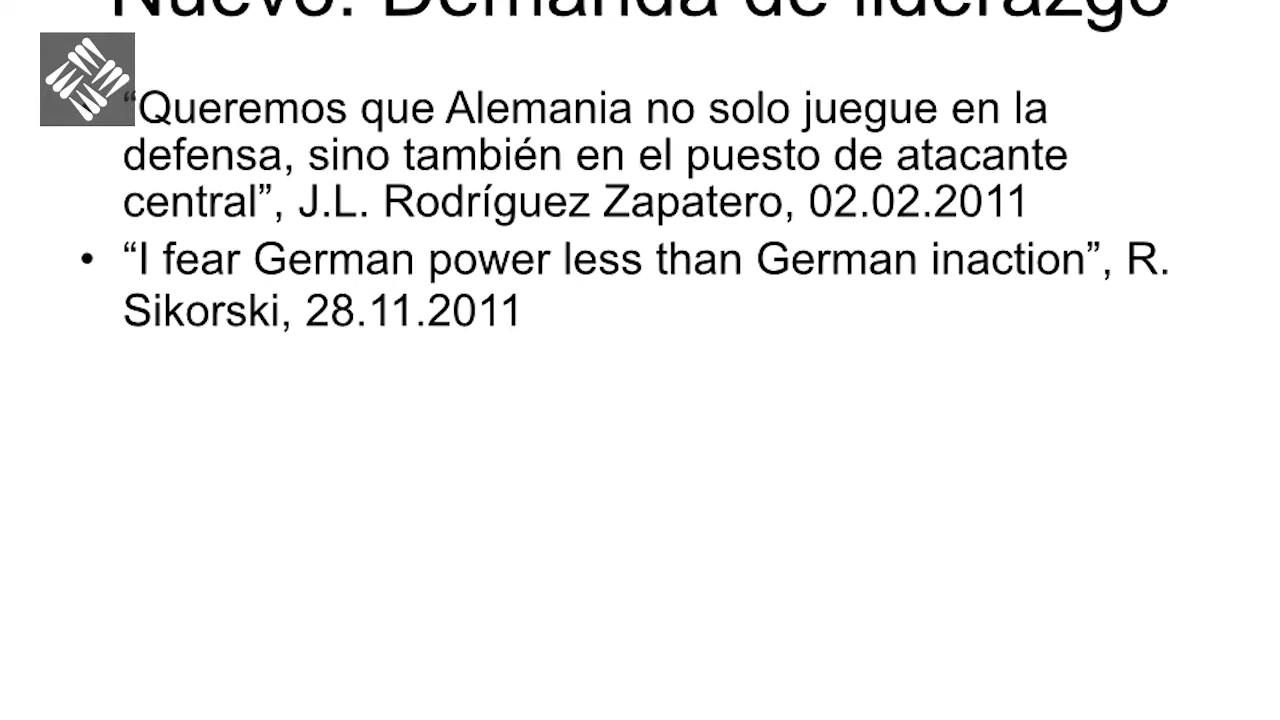 Nuevo: Demanda de liderazgo
“Queremos que Alemania no solo juegue en la
defensa, sino también en el puesto de atacante
central”, J.L. Rodríguez Zapatero, 02.02.2011
• “I fear German power less than German inaction”, R.
Sikorski, 28.11.2011